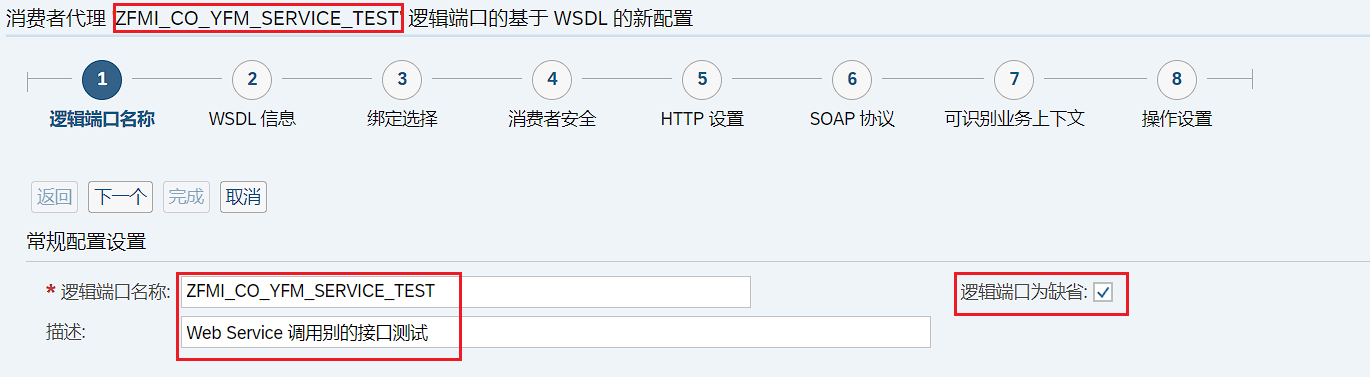 消费者代理 'ZFMI_CO_YFM_SERVICE_TEST' 逻辑端口的基于 WSDL 的新配置
1 2 3 4 5 6 7 8
逻辑端口名称 WSDL 信息 绑定选择 消费者安全 HTTP 设置 SOAP 协议 可识别业务上下文 操作设置
返回 下一个 完成 取消
常规配置设置
* 逻辑端口名称: ZFMI_CO_YFM_SERVICE_TEST 逻辑端口为缺省:
描述: Web Service 调用别的接口测试